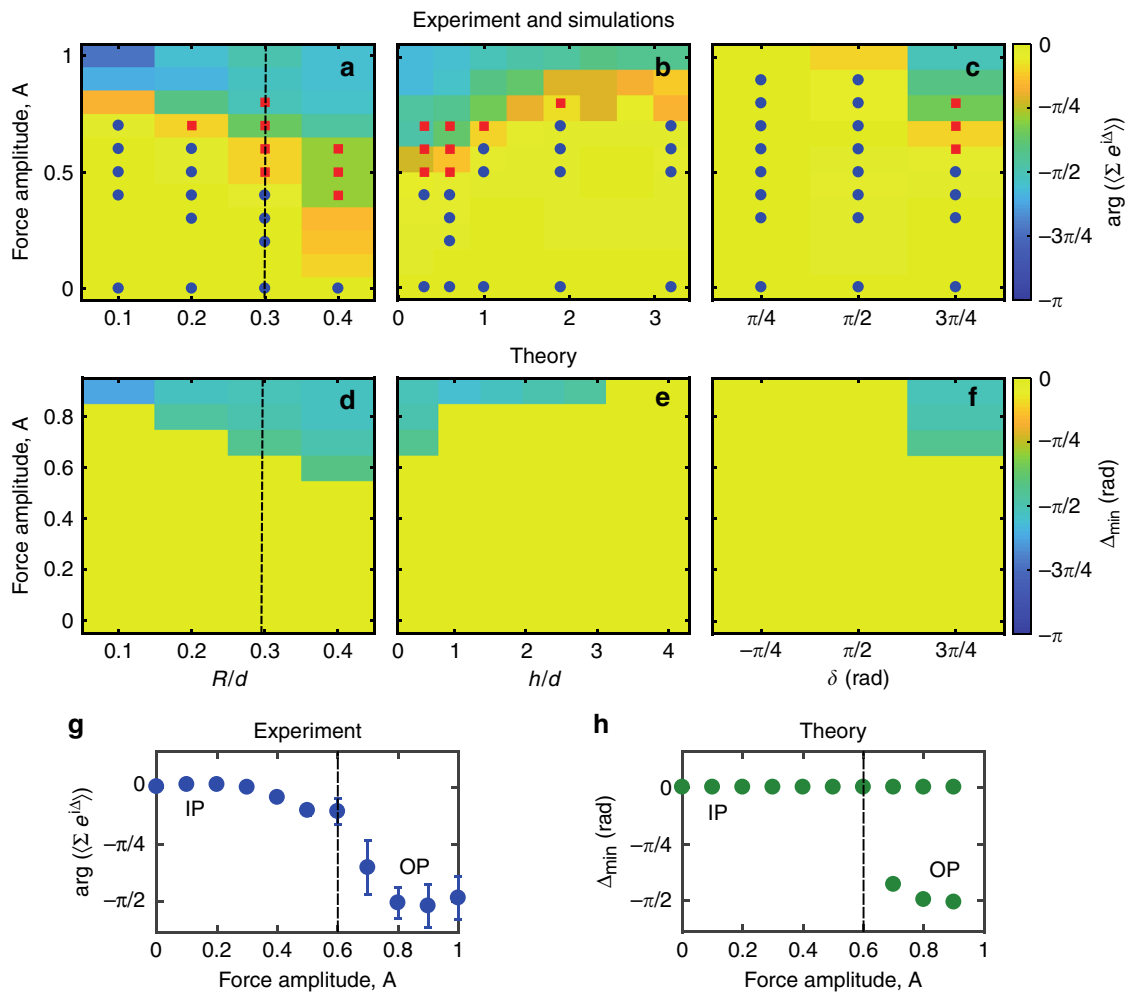 Experiment and simulations
Force amplitude, A
1
0.5
0
a
b
c
0.1 0.2 0.3 0.4
0 1 2 3
π/4 π/2 3π/4
0
−π/4
−π/2
−3π/4
−π
arg (⟨Σ e^{iΔ}⟩)
Theory
Force amplitude, A
0.8
0.6
0.4
0.2
0
d
e
f
0.1 0.2 0.3 0.4
0 1 2 3 4
−π/4 π/2 3π/4
R/d
h/d
δ (rad)
0
−π/4
−π/2
−3π/4
−π
Δ_min (rad)
g
Experiment
arg (⟨Σ e^{iΔ}⟩)
0
−π/4
−π/2
IP
OP
0 0.2 0.4 0.6 0.8 1
Force amplitude, A
h
Theory
Δ_min (rad)
0
−π/4
−π/2
IP
OP
0 0.2 0.4 0.6 0.8 1
Force amplitude, A